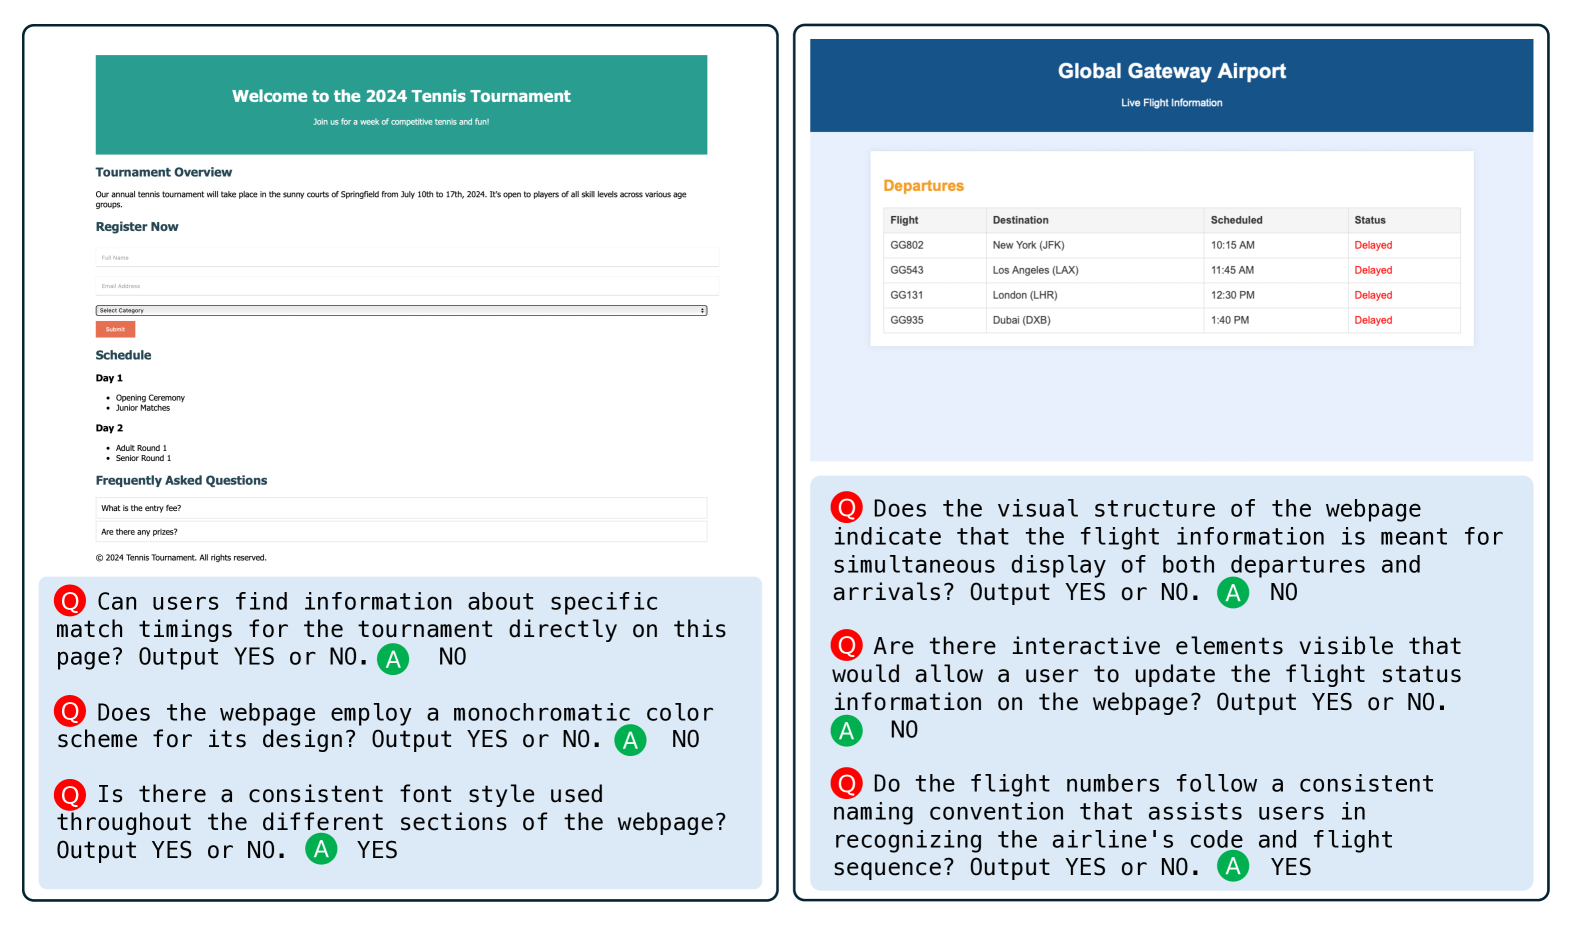 Welcome to the 2024 Tennis Tournament
Join us for a week of competitive tennis and fun!
Tournament Overview
Our annual tennis tournament will take place in the sunny courts of Springfield from July 10th to 17th, 2024. It's open to players of all skill levels across various age
groups.
Register Now
Full Name
Email Address
Select Category
Submit
Schedule
Day 1
• Opening Ceremony
• Junior Matches
Day 2
• Adult Round 1
• Senior Round 1
Frequently Asked Questions
What is the entry fee?
Are there any prizes?
© 2024 Tennis Tournament. All rights reserved.
Q Can users find information about specific
match timings for the tournament directly on this
page? Output YES or NO. A NO
Q Does the webpage employ a monochromatic color
scheme for its design? Output YES or NO. A NO
Q Is there a consistent font style used
throughout the different sections of the webpage?
Output YES or NO. A YES
Global Gateway Airport
Live Flight Information
Departures
Flight Destination Scheduled Status
GG802 New York (JFK) 10:15 AM Delayed
GG543 Los Angeles (LAX) 11:45 AM Delayed
GG131 London (LHR) 12:30 PM Delayed
GG935 Dubai (DXB) 1:40 PM Delayed
Q Does the visual structure of the webpage
indicate that the flight information is meant for
simultaneous display of both departures and
arrivals? Output YES or NO. A NO
Q Are there interactive elements visible that
would allow a user to update the flight status
information on the webpage? Output YES or NO.
A NO
Q Do the flight numbers follow a consistent
naming convention that assists users in
recognizing the airline's code and flight
sequence? Output YES or NO. A YES